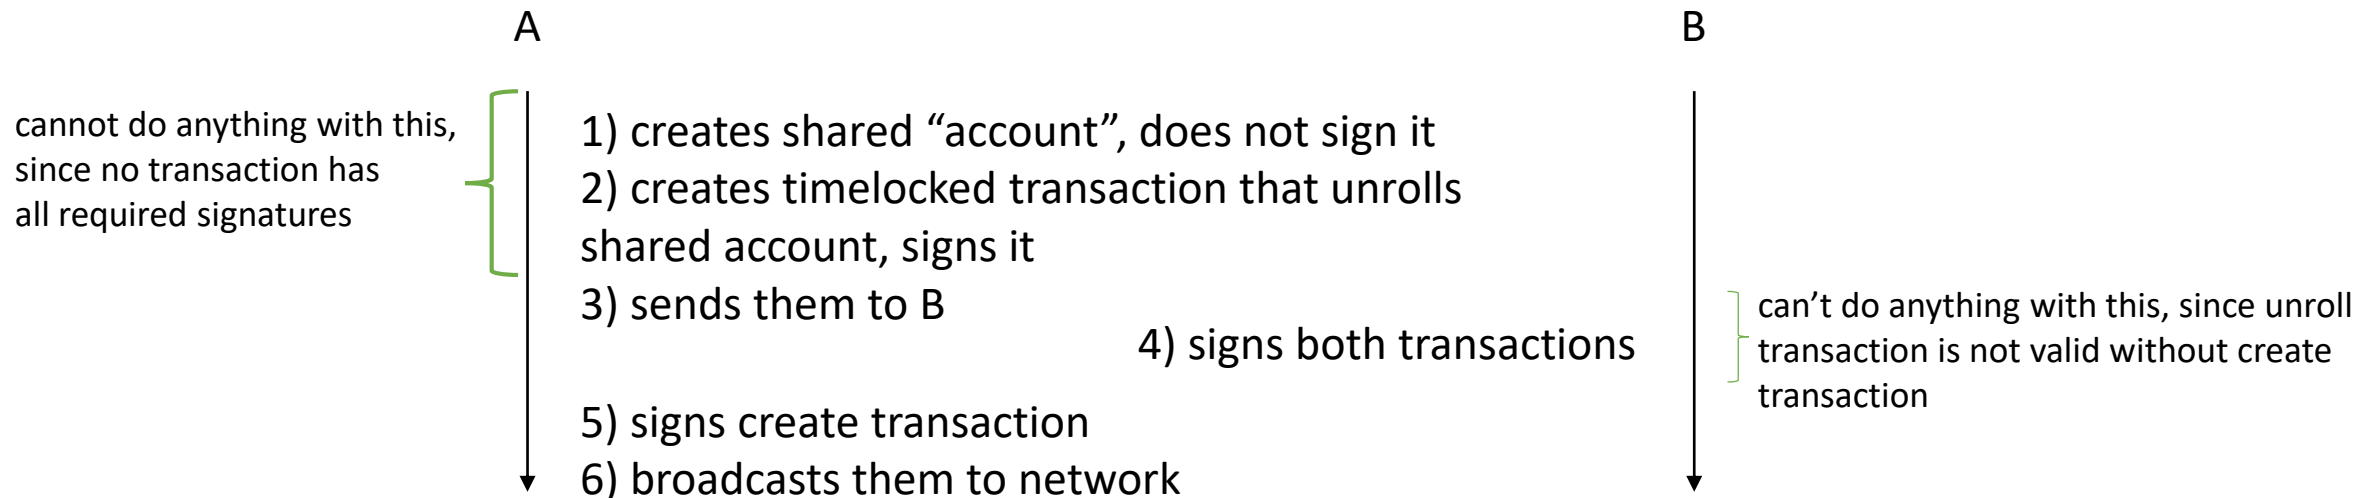 A
B
cannot do anything with this,
since no transaction has
all required signatures
1) creates shared “account”, does not sign it
2) creates timelocked transaction that unrolls
shared account, signs it
3) sends them to B
4) signs both transactions
can’t do anything with this, since unroll
transaction is not valid without create
transaction
5) signs create transaction
6) broadcasts them to network